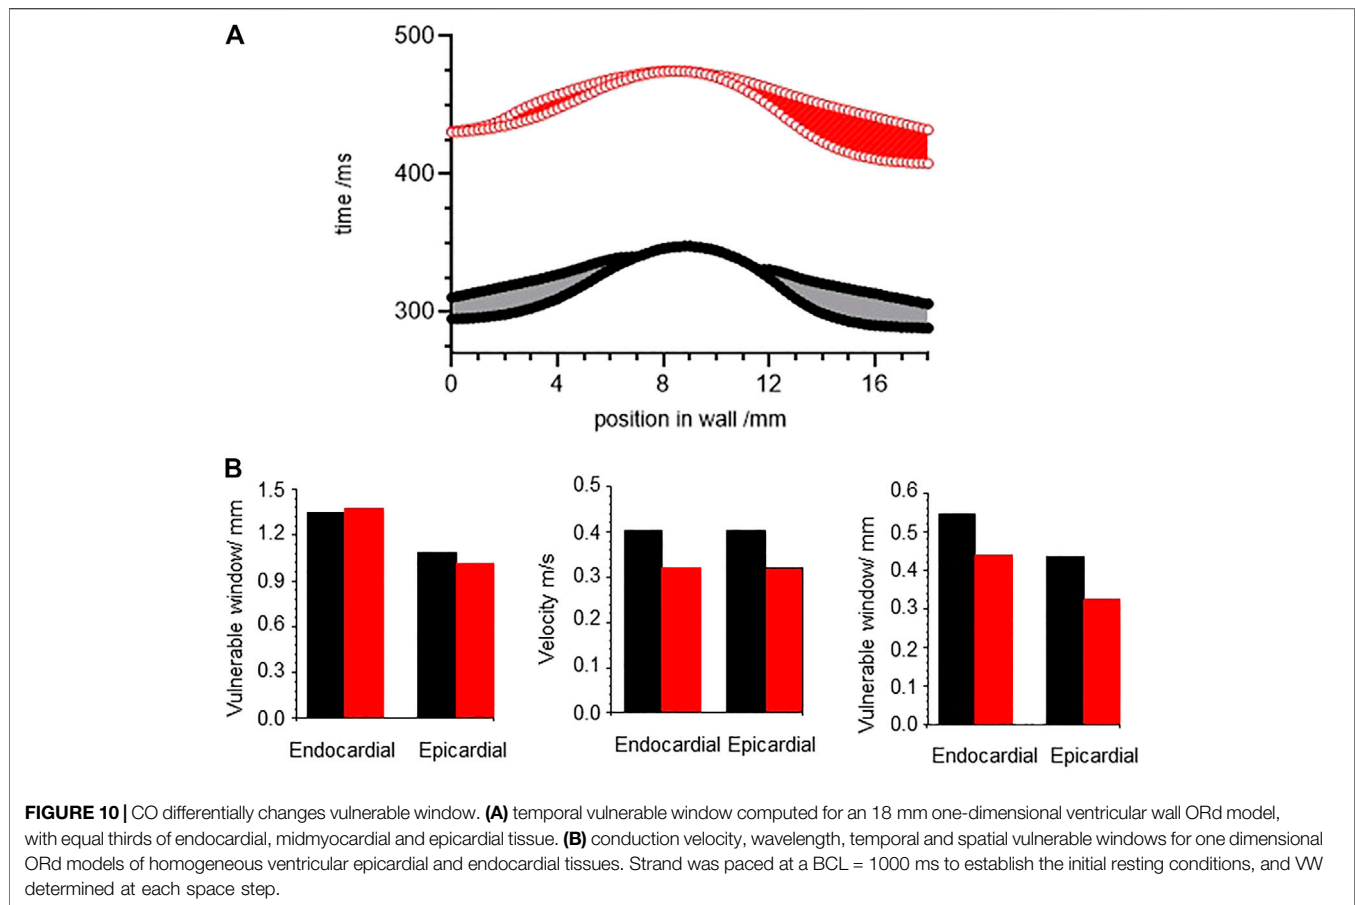 A
500
400
300
time /ms
0 4 8 12 16
position in wall /mm
B
1.5
1.2
0.9
0.6
0.3
0.0
Vulnerable window/ mm
Endocardial Epicardial
0.5
0.4
0.3
0.2
0.1
0.0
Velocity m/s
Endocardial Epicardial
0.6
0.5
0.4
0.3
0.2
0.1
0.0
Vulnerable window/ mm
Endocardial Epicardial
FIGURE 10 | CO differentially changes vulnerable window. (A) temporal vulnerable window computed for an 18 mm one-dimensional ventricular wall ORd model,
with equal thirds of endocardial, midmyocardial and epicardial tissue. (B) conduction velocity, wavelength, temporal and spatial vulnerable windows for one dimensional
ORd models of homogeneous ventricular epicardial and endocardial tissues. Strand was paced at a BCL = 1000 ms to establish the initial resting conditions, and VW
determined at each space step.